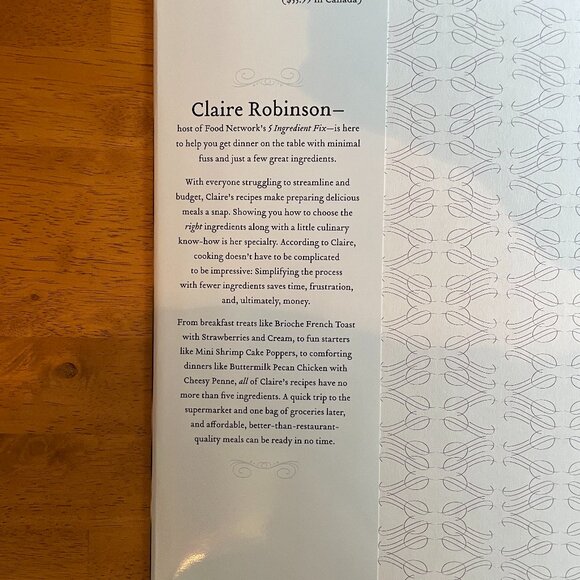 ($33.99 in Canada)
Claire Robinson—
host of Food Network's 5 Ingredient Fix—is here
to help you get dinner on the table with minimal
fuss and just a few great ingredients.
With everyone struggling to streamline and
budget, Claire's recipes make preparing delicious
meals a snap. Showing you how to choose the
right ingredients along with a little culinary
know-how is her specialty. According to Claire,
cooking doesn't have to be complicated
to be impressive: Simplifying the process
with fewer ingredients saves time, frustration,
and, ultimately, money.
From breakfast treats like Brioche French Toast
with Strawberries and Cream, to fun starters
like Mini Shrimp Cake Poppers, to comforting
dinners like Buttermilk Pecan Chicken with
Cheesy Penne, all of Claire's recipes have no
more than five ingredients. A quick trip to the
supermarket and one bag of groceries later,
and affordable, better-than-restaurant-
quality meals can be ready in no time.